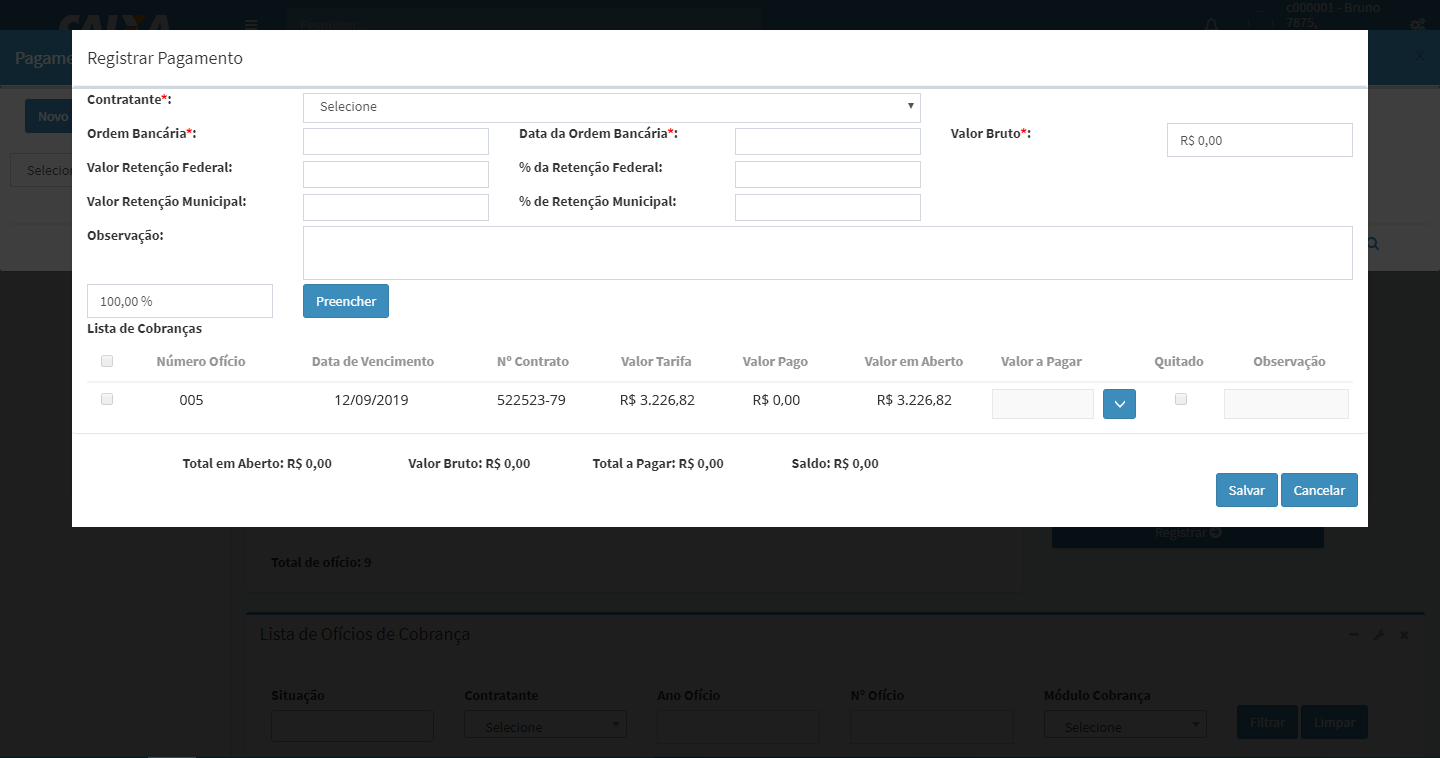 CAIXA
c000001 - Bruno
7875,
Registrar Pagamento
Contratante*:
Selecione
Ordem Bancária*:
Data da Ordem Bancária*:
Valor Bruto*:
R$ 0,00
Valor Retenção Federal:
% da Retenção Federal:
Valor Retenção Municipal:
% de Retenção Municipal:
Observação:
100,00 %
Preencher
Lista de Cobranças
Número Ofício Data de Vencimento Nº Contrato Valor Tarifa Valor Pago Valor em Aberto Valor a Pagar Quitado Observação
005 12/09/2019 522523-79 R$ 3.226,82 R$ 0,00 R$ 3.226,82
Total em Aberto: R$ 0,00 Valor Bruto: R$ 0,00 Total a Pagar: R$ 0,00 Saldo: R$ 0,00
Salvar Cancelar
Novo
Registrar
Total de ofício: 9
Lista de Ofícios de Cobrança
Situação Contratante Ano Ofício Nº Ofício Módulo Cobrança
Selecione Selecione Filtrar Limpar